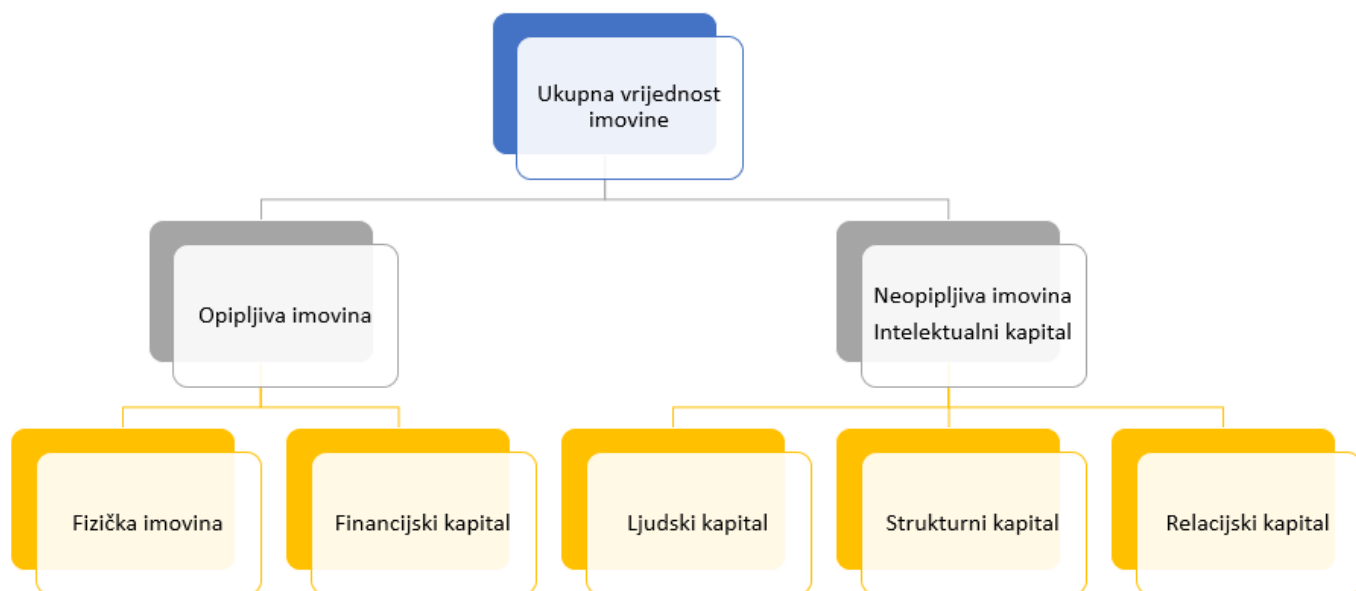 Ukupna vrijednost
imovine
Opipljiva imovina
Neopipljiva imovina
Intelektualni kapital
Fizička imovina
Financijski kapital
Ljudski kapital
Strukturni kapital
Relacijski kapital